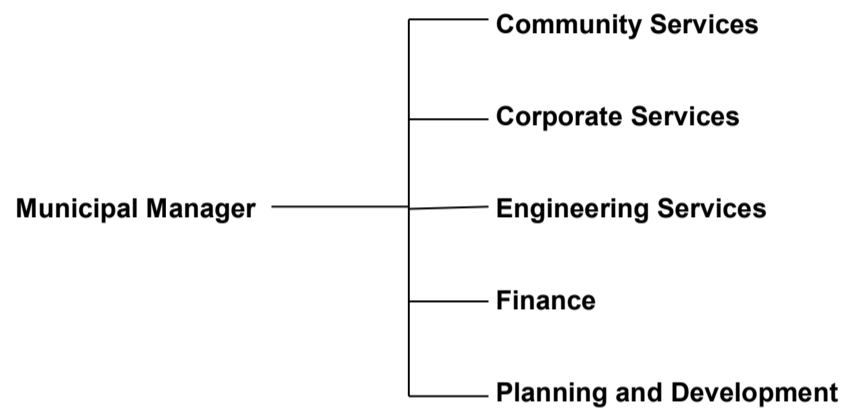 Community Services
Corporate Services
Municipal Manager
Engineering Services
Finance
Planning and Development